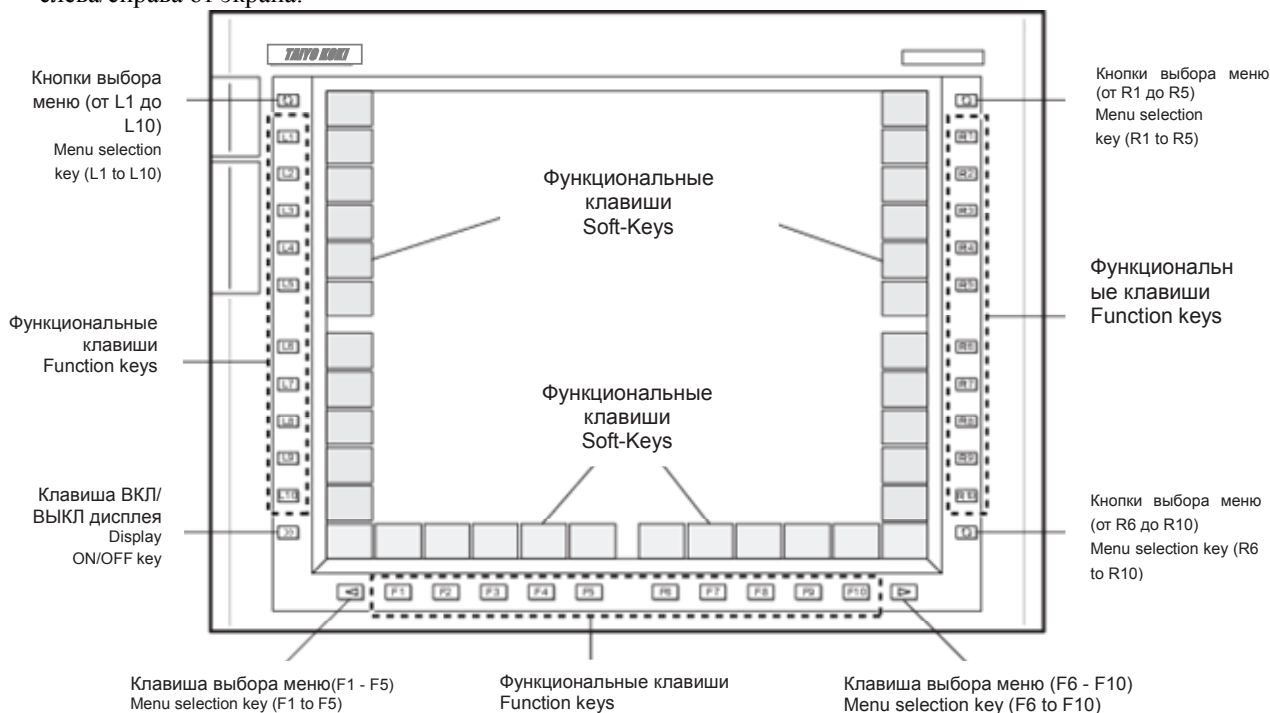 слева/справа от экрана.
TAIYO KOKI
Кнопки выбора
меню (от L1 до
L10)
Menu selection
key (L1 to L10)
Кнопки выбора меню
(от R1 до R5)
Menu selection
key (R1 to R5)
L1
L2
L3
L4
L5
L6
L7
L8
L9
L10
R1
R2
R3
R4
R5
R6
R7
R8
R9
R10
Функциональные
клавиши
Soft-Keys
Функциональн
ые клавиши
Function keys
Функциональные
клавиши
Function keys
Функциональные
клавиши
Soft-Keys
Клавиша ВКЛ/
ВЫКЛ дисплея
Display
ON/OFF key
Кнопки выбора меню
(от R6 до R10)
Menu selection key (R6
to R10)
F1 F2 F3 F4 F5 F6 F7 F8 F9 F10
Клавиша выбора меню(F1 - F5)
Menu selection key (F1 to F5)
Функциональные клавиши
Function keys
Клавиша выбора меню (F6 - F10)
Menu selection key (F6 to F10)